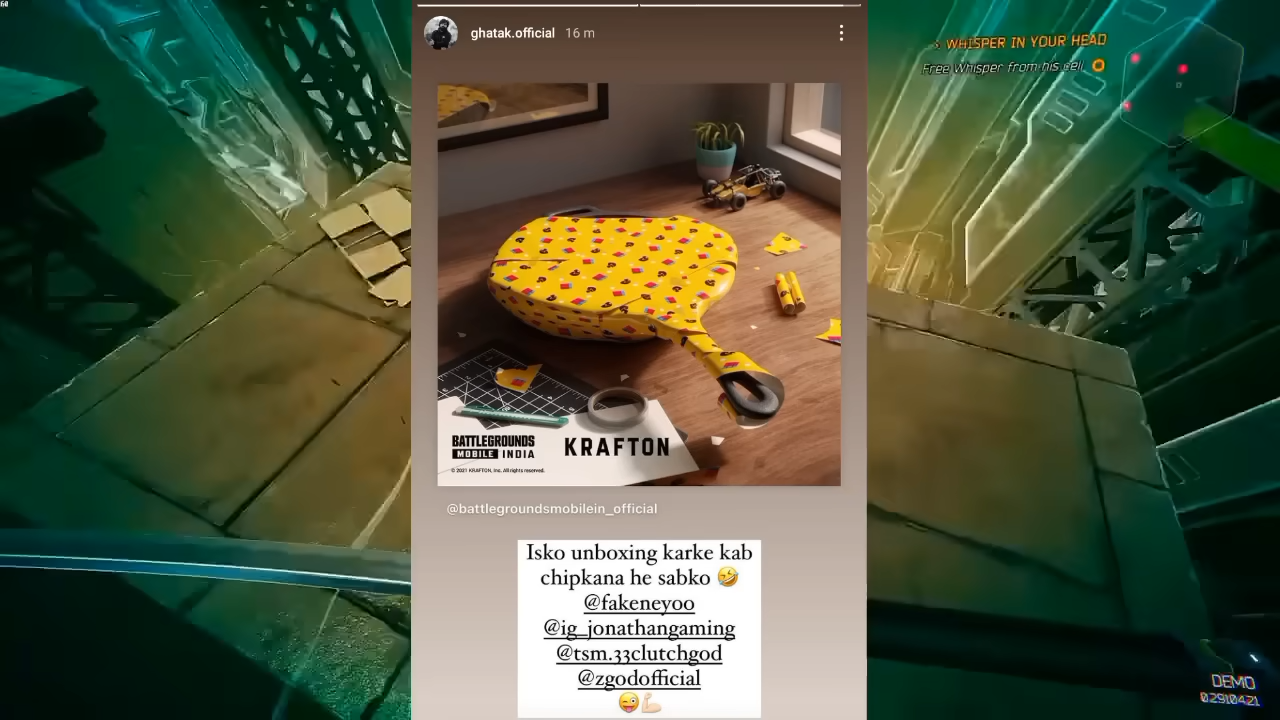 60
ghatak.official 16 m
WHISPER IN YOUR HEAD
Free Whisper from his cell
BATTLEGROUNDS
MOBILE INDIA
KRAFTON
© 2021 KRAFTON, Inc. All rights reserved.
@battlegroundsmobilein_official
Isko unboxing karke kab
chipkana he sabko 🤣
@fakeneyoo
@ig_jonathangaming
@tsm.33clutchgod
@zgodofficial
😜💪🏻
DEMO
02910421